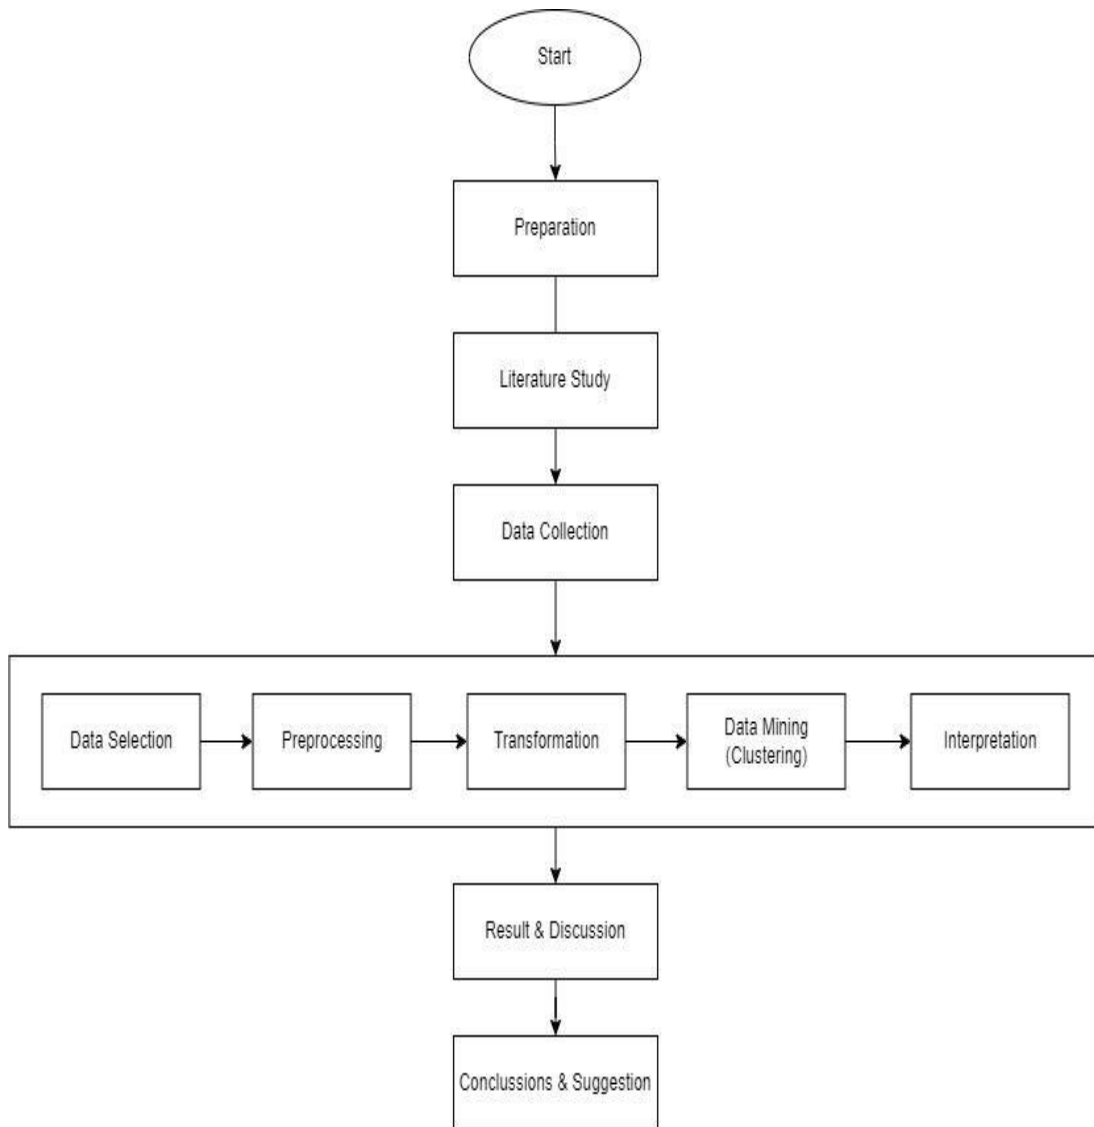 Start
Preparation
Literature Study
Data Collection
Data Selection
Preprocessing
Transformation
Data Mining
(Clustering)
Interpretation
Result & Discussion
Conclussions & Suggestion